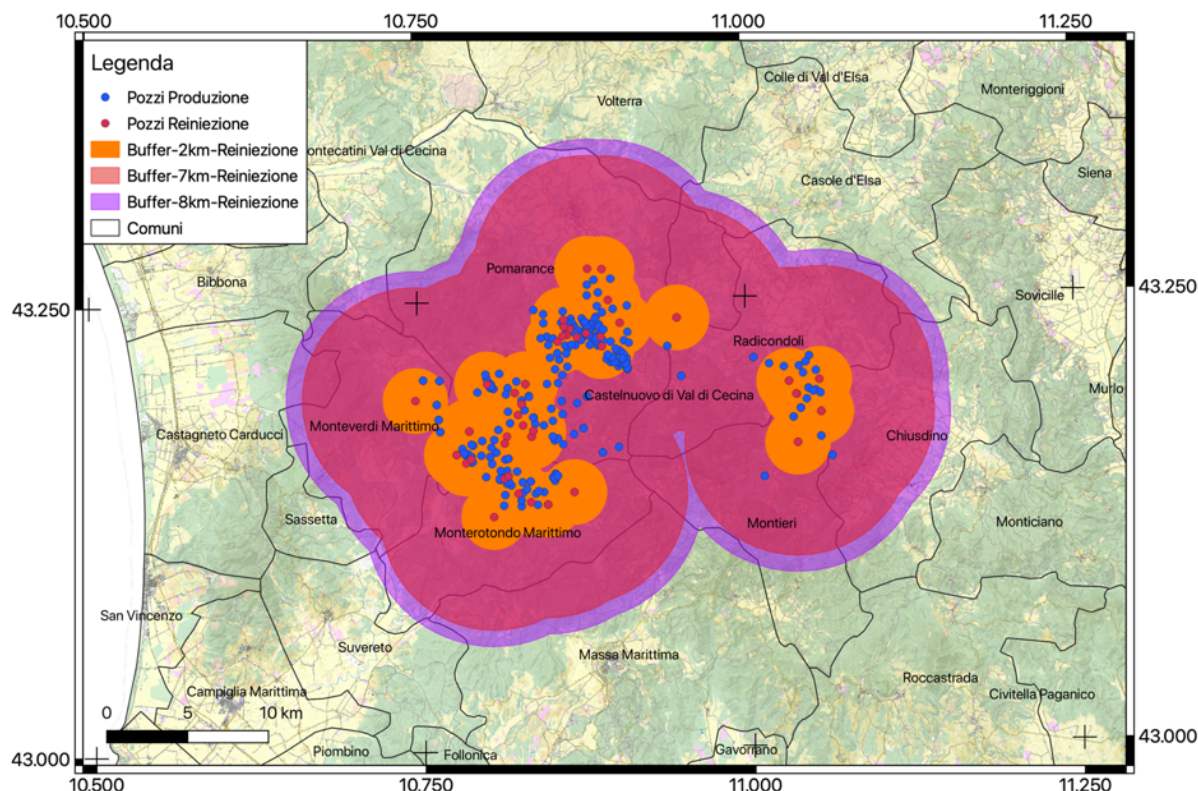 10.500 10.750 11.000 11.250
Legenda
Pozzi Produzione
Pozzi Reiniezione
Buffer-2km-Reiniezione
Buffer-7km-Reiniezione
Buffer-8km-Reiniezione
Comuni
Colle di Val d'Elsa
Monteriggioni
Volterra
ontecatini Val di Cecina
Siena
Casole d'Elsa
Pomarance
Bibbona
Soviciille
43.250 43.250
Radicondoli
Murlo
Castelnuovo di Val di Cecina
Monteverdi Marittimo
Castagneto Carducci
Chiusdino
Sassetta
Montieri
Monticiano
Monterotondo Marittimo
San Vincenzo
Suvereto
Massa Marittima
Roccastrada
Campiglia Marittima
Civitella Paganico
0 5 10 km
Piombino
Follonica
Gavorrano
43.000 43.000
10.500 10.750 11.000 11.250